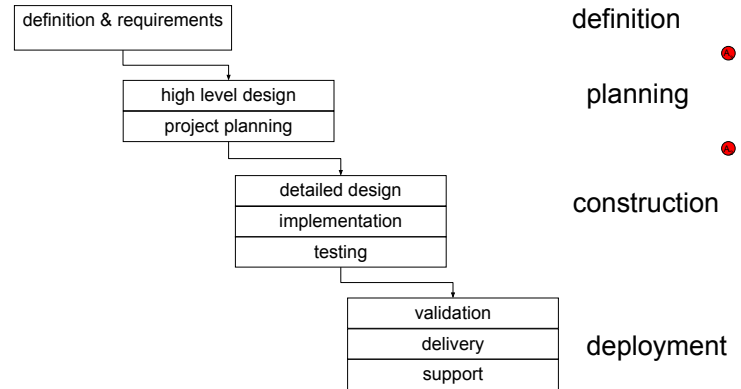 definition & requirements
definition
high level design
project planning
planning
detailed design
implementation
testing
construction
validation
delivery
support
deployment